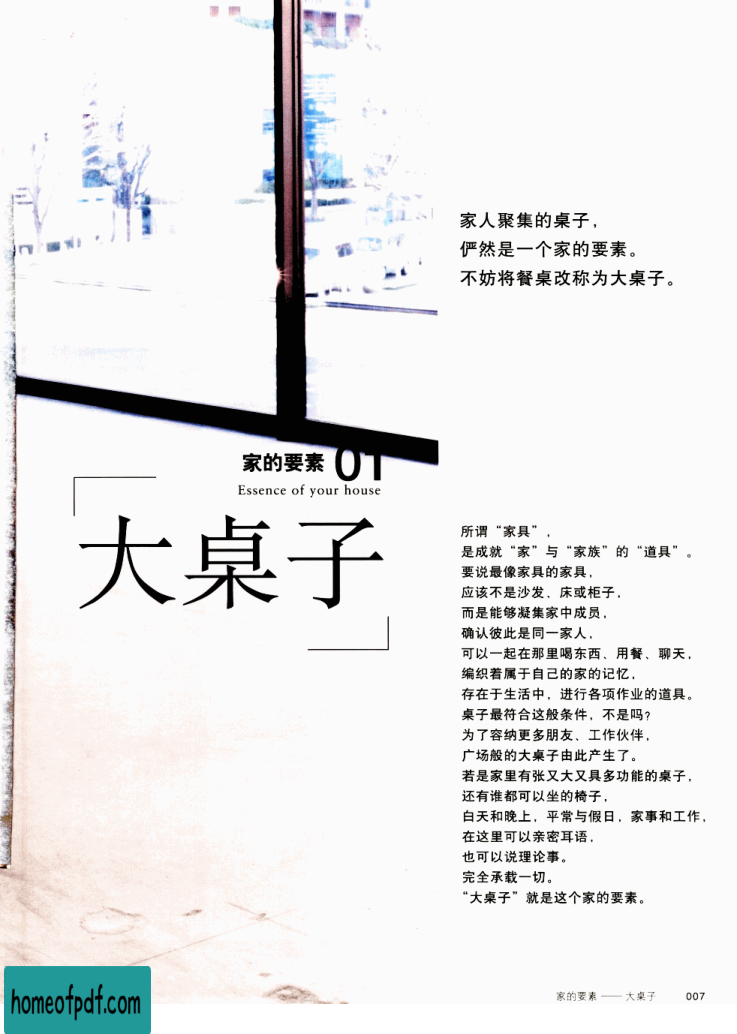 家人聚集的桌子，
俨然是一个家的要素。
不妨将餐桌改称为大桌子。
家的要素 01
Essence of your house
大桌子
所谓“家具”，
是成就“家”与“家族”的“道具”。
要说最像家具的家具，
应该不是沙发、床或柜子，
而是能够凝集家中成员，
确认彼此是同一家人，
可以一起在那里喝东西、用餐、聊天，
编织着属于自己的家的记忆，
存在于生活中，进行各项作业的道具。
桌子最符合这般条件，不是吗？
为了容纳更多朋友、工作伙伴，
广场般的大桌子由此产生了。
若是家里有张又大又具多功能的桌子，
还有谁都可以坐的椅子，
白天和晚上，平常与假日，家事和工作，
在这里可以亲密耳语，
也可以说理论事。
完全承载一切。
“大桌子”就是这个家的要素。
家的要素 —— 大桌子 007
homeofpdf.com